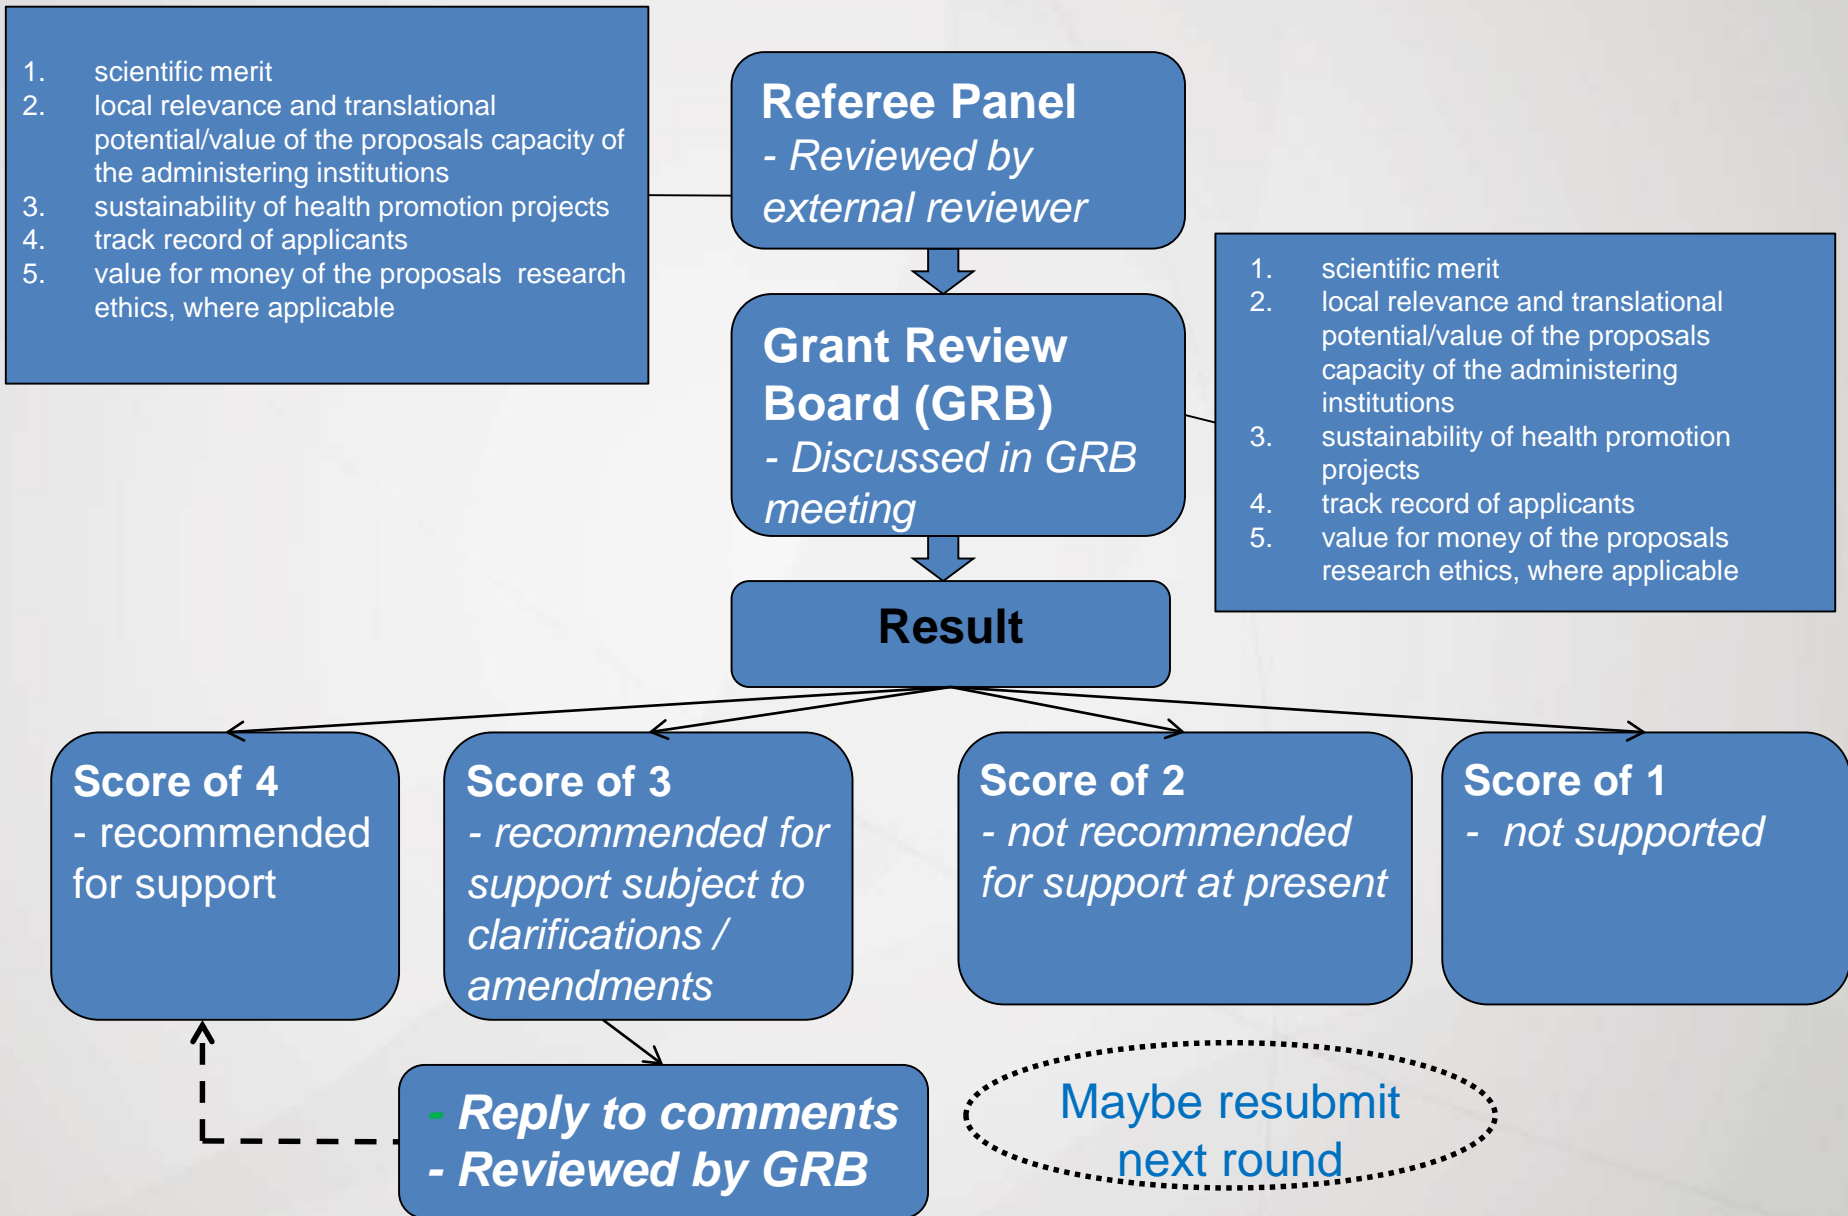 1. scientific merit
2. local relevance and translational
potential/value of the proposals capacity of
the administering institutions
3. sustainability of health promotion projects
4. track record of applicants
5. value for money of the proposals research
ethics, where applicable
Referee Panel
- Reviewed by
external reviewer
Grant Review
Board (GRB)
- Discussed in GRB
meeting
1. scientific merit
2. local relevance and translational
potential/value of the proposals
capacity of the administering
institutions
3. sustainability of health promotion
projects
4. track record of applicants
5. value for money of the proposals
research ethics, where applicable
Result
Score of 4
- recommended
for support
Score of 3
- recommended for
support subject to
clarifications /
amendments
Score of 2
- not recommended
for support at present
Score of 1
- not supported
- Reply to comments
- Reviewed by GRB
Maybe resubmit
next round